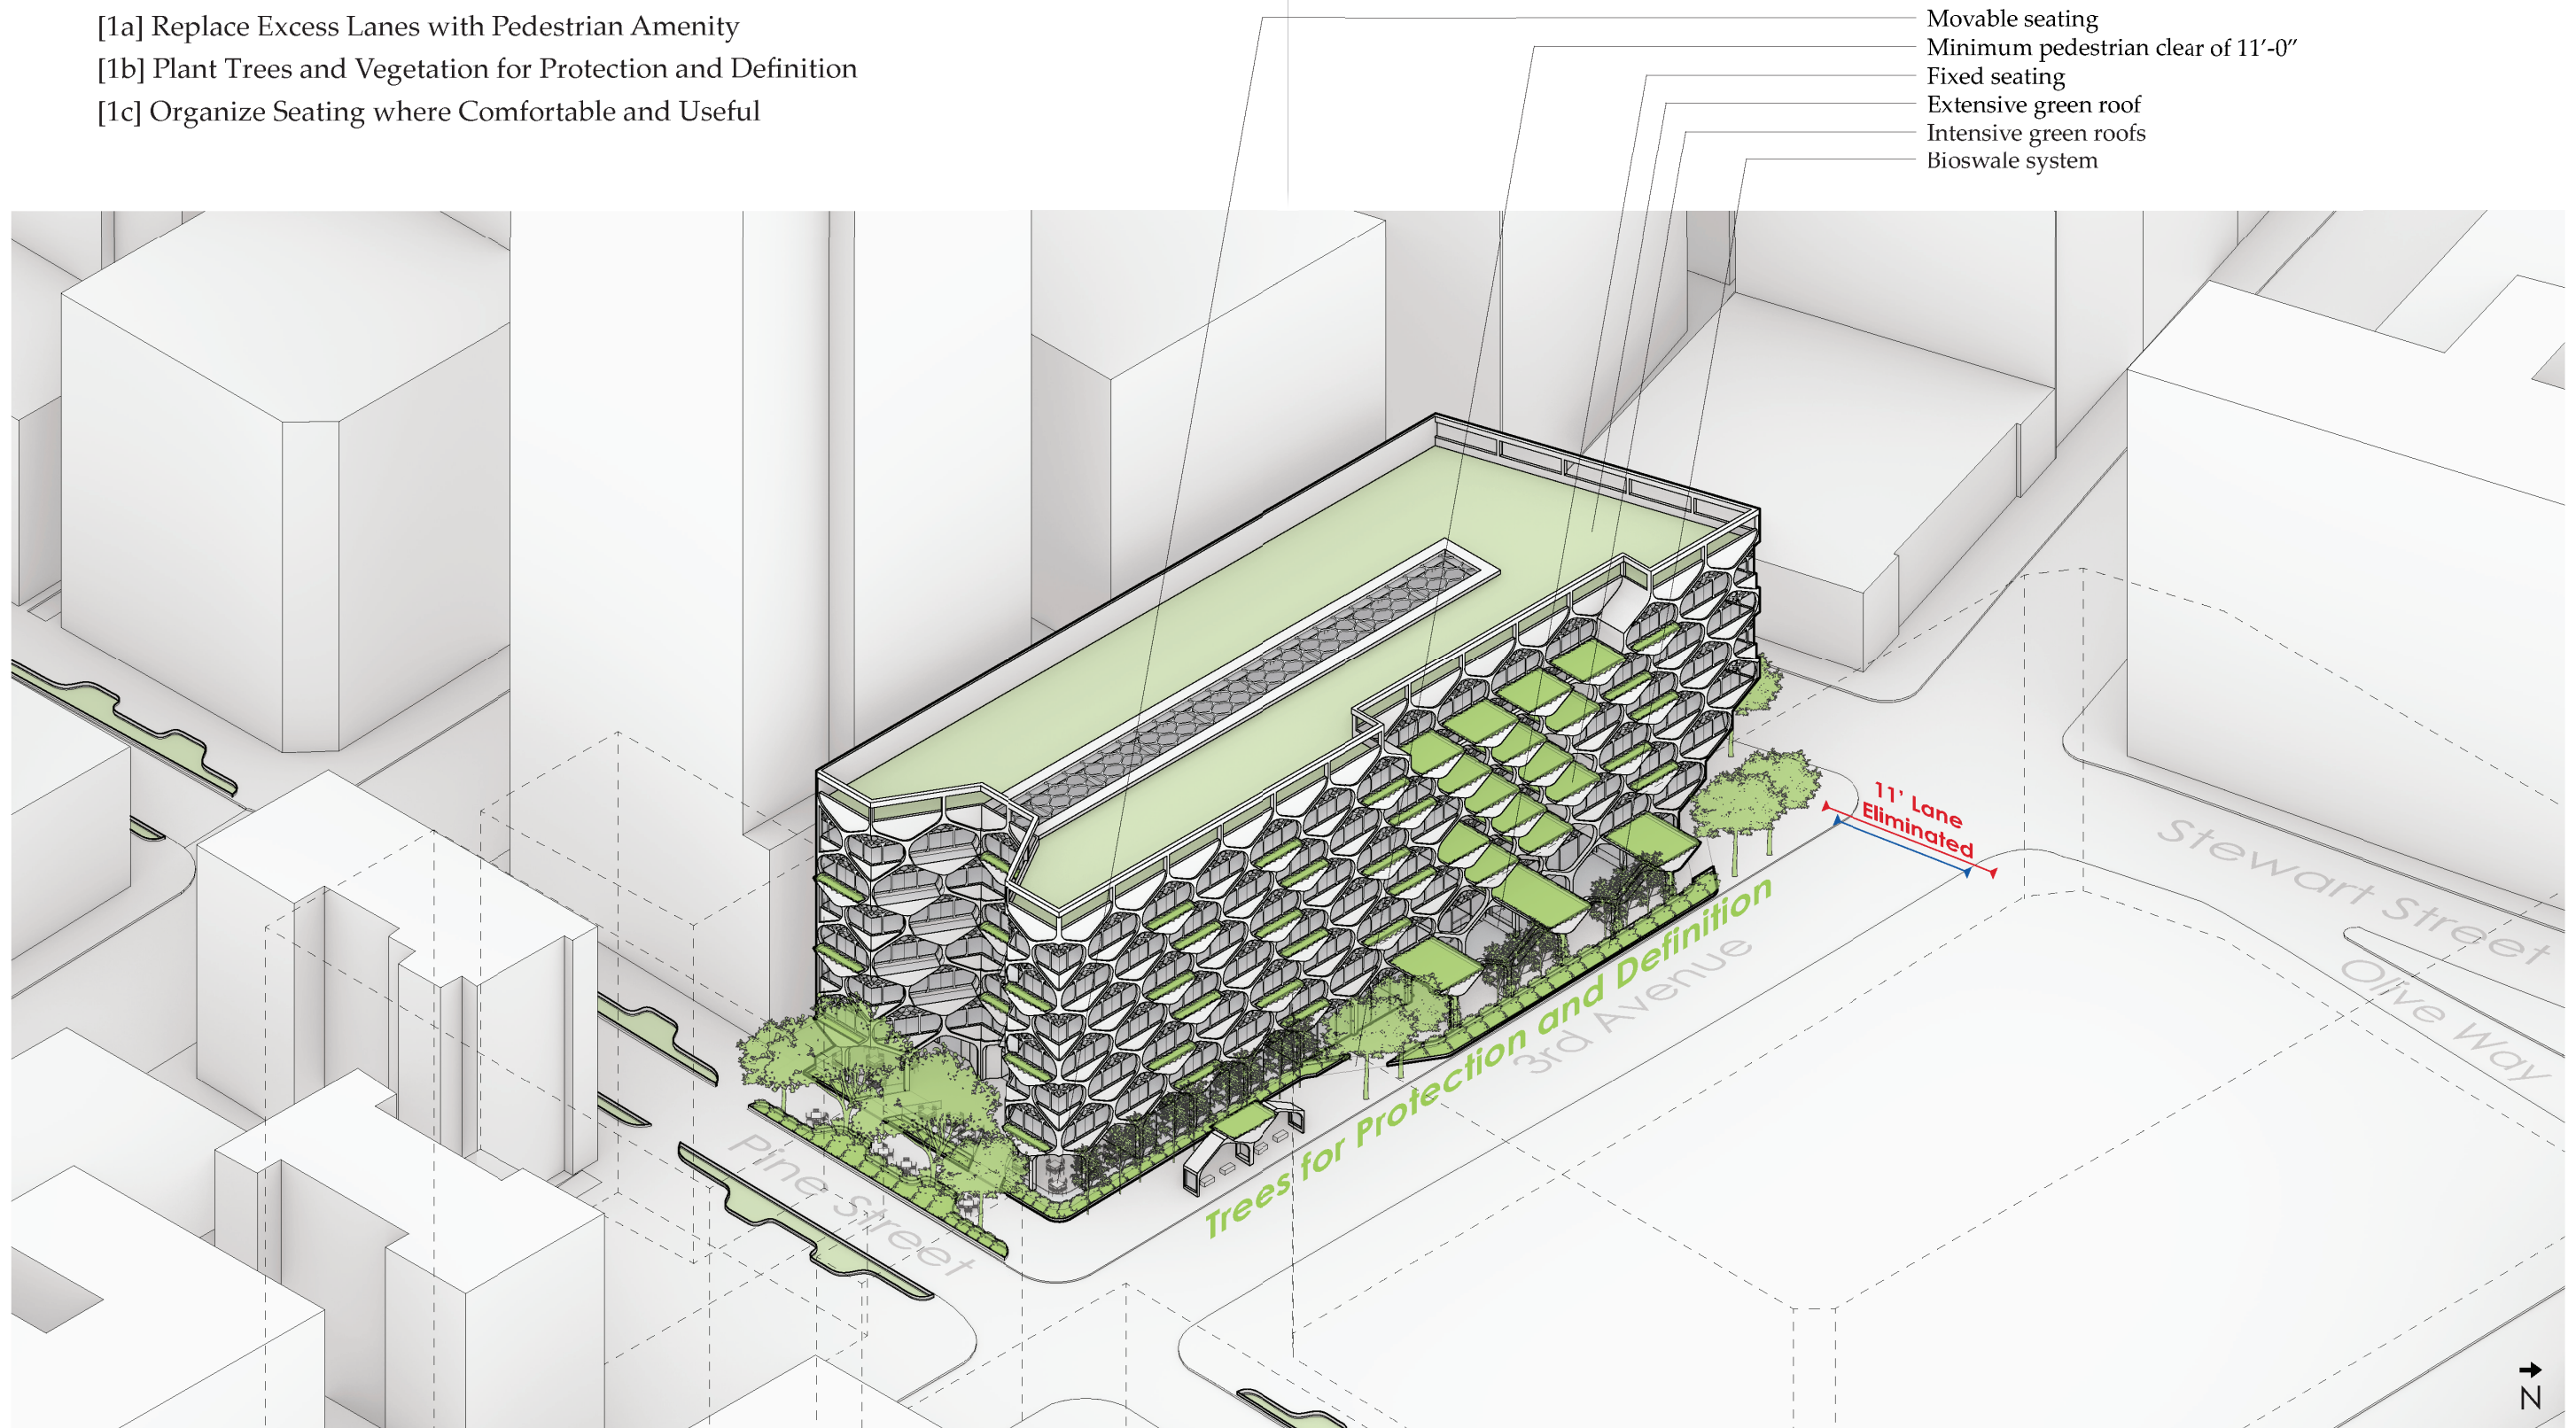 [1a] Replace Excess Lanes with Pedestrian Amenity
[1b] Plant Trees and Vegetation for Protection and Definition
[1c] Organize Seating where Comfortable and Useful
Movable seating
Minimum pedestrian clear of 11’-0”
Fixed seating
Extensive green roof
Intensive green roofs
Bioswale system
11’ Lane
Eliminated
Stewart Street
Olive Way
Trees for Protection and Definition
3rd Avenue
Pine Street
N